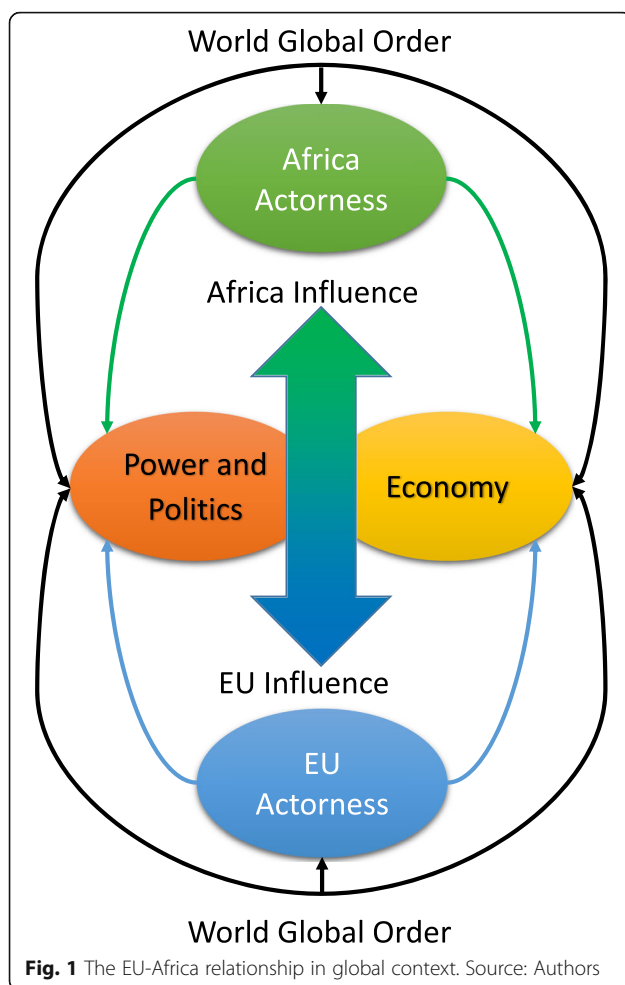 World Global Order
Africa
Actorness
Africa Influence
Power and
Politics
Economy
EU Influence
EU
Actorness
World Global Order
Fig. 1 The EU-Africa relationship in global context. Source: Authors